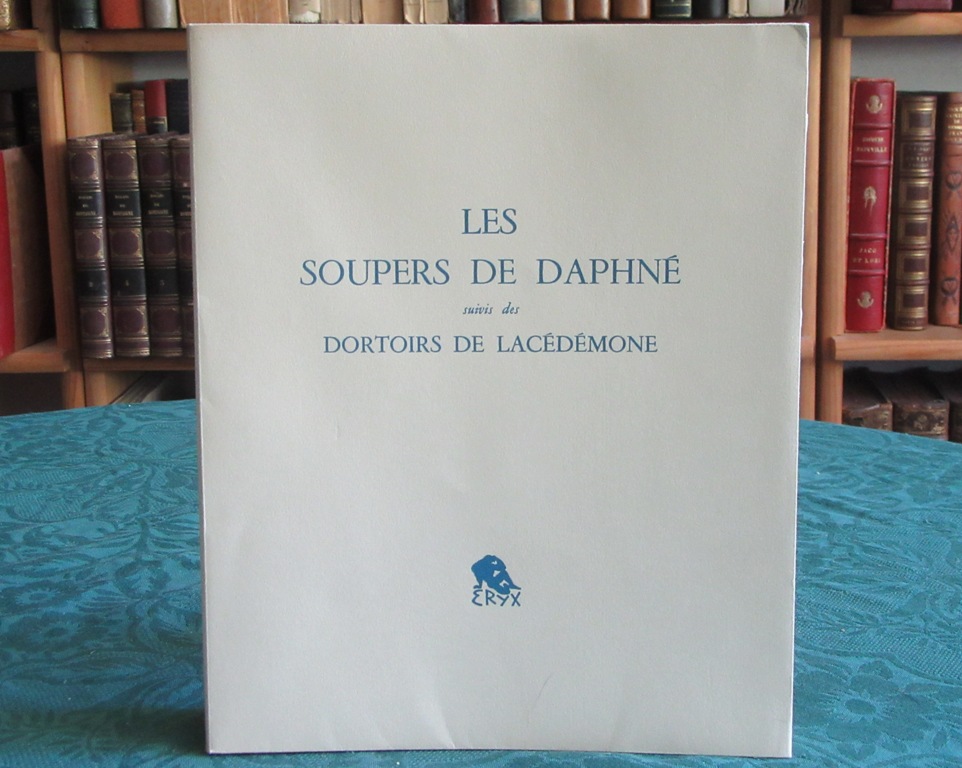 LES
SOUPERS DE DAPHNÉ
suivis des
DORTOIRS DE LACÉDÉMONE
ERYX